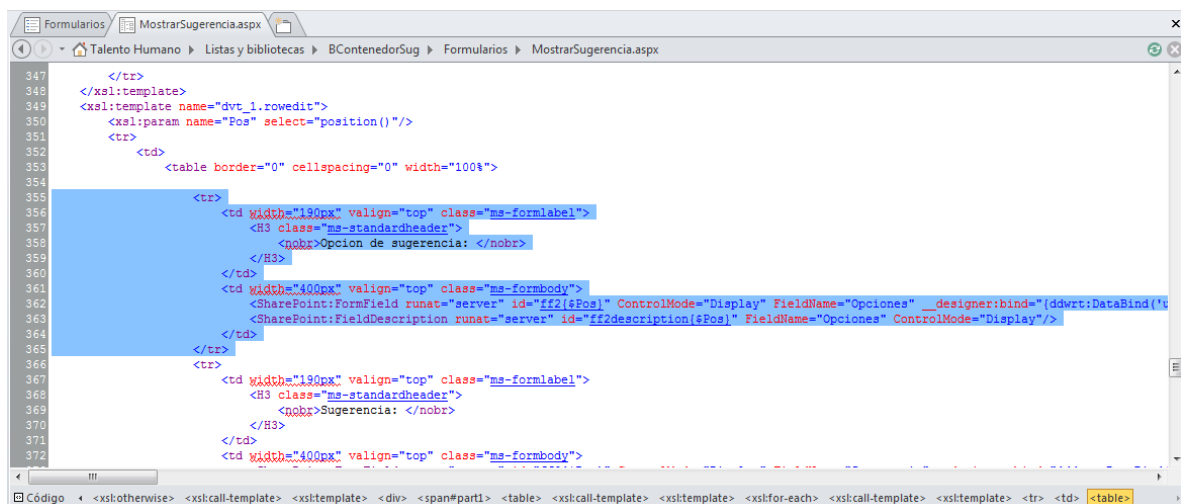 Formularios MostrarSugerencia.aspx
Talento Humano Listas y bibliotecas BContenedorSug Formularios MostrarSugerencia.aspx
347 </tr>
348 </xsl:template>
349 <xsl:template name="dvt_1.rowedit">
350 <xsl:param name="Pos" select="position()"/>
351 <tr>
352 <td>
353 <table border="0" cellspacing="0" width="100%">
354
355 <tr>
356 <td width="190px" valign="top" class="ms-formlabel">
357 <H3 class="ms-standardheader">
358 <nobr>Opcion de sugerencia: </nobr>
359 </H3>
360 </td>
361 <td width="400px" valign="top" class="ms-formbody">
362 <SharePoint:FormField runat="server" id="ff2{$Pos}" ControlMode="Display" FieldName="Opciones" __designer:bind="{ddwrt:DataBind('u
363 <SharePoint:FieldDescription runat="server" id="ff2description{$Pos}" FieldName="Opciones" ControlMode="Display"/>
364 </td>
365 </tr>
366 <tr>
367 <td width="190px" valign="top" class="ms-formlabel">
368 <H3 class="ms-standardheader">
369 <nobr>Sugerencia: </nobr>
370 </H3>
371 </td>
372 <td width="400px" valign="top" class="ms-formbody">
Código <xsl:otherwise> <xsl:call-template> <xsl:template> <div> <span#part1> <table> <xsl:call-template> <xsl:template> <xsl:for-each> <xsl:call-template> <xsl:template> <tr> <td> <table>